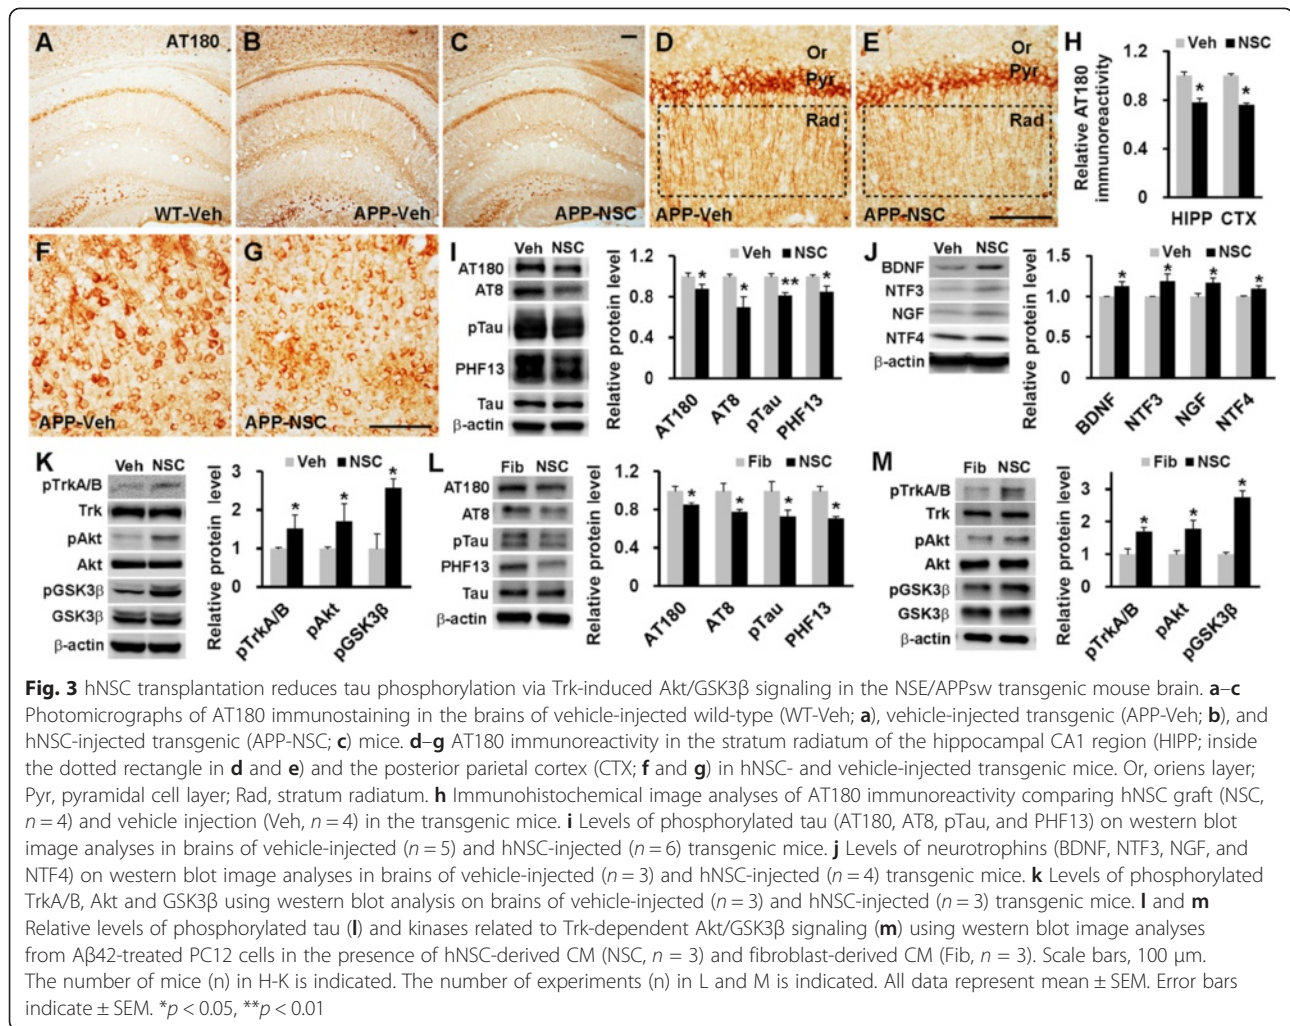 A
AT180
WT-Veh
B
APP-Veh
C
APP-NSC
D
Or
Pyr
Rad
APP-Veh
E
Or
Pyr
Rad
APP-NSC
H
Veh NSC
Relative AT180
immunoreactivity
1.2
0.8
0.4
0
* *
HIPP CTX
F
APP-Veh
G
APP-NSC
I
Veh NSC
AT180
AT8
pTau
PHF13
Tau
β-actin
Veh NSC
Relative protein level
1.2
0.8
0.4
0
* * ** *
AT180 AT8 pTau PHF13
J
Veh NSC
BDNF
NTF3
NGF
NTF4
β-actin
Veh NSC
Relative protein level
1.5
1.0
0.5
0
* * * *
BDNF NTF3 NGF NTF4
K
Veh NSC
pTrkA/B
Trk
pAkt
Akt
pGSK3β
GSK3β
β-actin
Veh NSC
Relative protein level
3
2
1
0
* * *
pTrkA/B pAkt pGSK3β
L
Fib NSC
AT180
AT8
pTau
PHF13
Tau
β-actin
Fib NSC
Relative protein level
1.2
0.8
0.4
0
* * * *
AT180 AT8 pTau PHF13
M
Fib NSC
pTrkA/B
Trk
pAkt
Akt
pGSK3β
GSK3β
β-actin
Fib NSC
Relative protein level
3
2
1
0
* * *
pTrkA/B pAkt pGSK3β
Fig. 3 hNSC transplantation reduces tau phosphorylation via Trk-induced Akt/GSK3β signaling in the NSE/APPsw transgenic mouse brain. a–c
Photomicrographs of AT180 immunostaining in the brains of vehicle-injected wild-type (WT-Veh; a), vehicle-injected transgenic (APP-Veh; b), and
hNSC-injected transgenic (APP-NSC; c) mice. d–g AT180 immunoreactivity in the stratum radiatum of the hippocampal CA1 region (HIPP; inside
the dotted rectangle in d and e) and the posterior parietal cortex (CTX; f and g) in hNSC- and vehicle-injected transgenic mice. Or, oriens layer;
Pyr, pyramidal cell layer; Rad, stratum radiatum. h Immunohistochemical image analyses of AT180 immunoreactivity comparing hNSC graft (NSC,
n = 4) and vehicle injection (Veh, n = 4) in the transgenic mice. i Levels of phosphorylated tau (AT180, AT8, pTau, and PHF13) on western blot
image analyses in brains of vehicle-injected (n = 5) and hNSC-injected (n = 6) transgenic mice. j Levels of neurotrophins (BDNF, NTF3, NGF, and
NTF4) on western blot image analyses in brains of vehicle-injected (n = 3) and hNSC-injected (n = 4) transgenic mice. k Levels of phosphorylated
TrkA/B, Akt and GSK3β using western blot analysis on brains of vehicle-injected (n = 3) and hNSC-injected (n = 3) transgenic mice. l and m
Relative levels of phosphorylated tau (l) and kinases related to Trk-dependent Akt/GSK3β signaling (m) using western blot image analyses
from Aβ42-treated PC12 cells in the presence of hNSC-derived CM (NSC, n = 3) and fibroblast-derived CM (Fib, n = 3). Scale bars, 100 μm.
The number of mice (n) in H-K is indicated. The number of experiments (n) in L and M is indicated. All data represent mean ± SEM. Error bars
indicate ± SEM. *p < 0.05, **p < 0.01